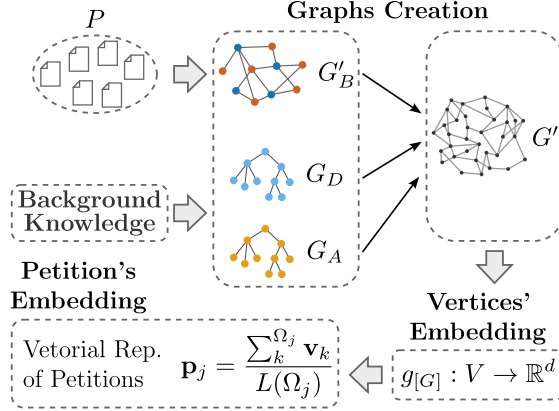 Graphs Creation
P
G′_B
G_D
G_A
G′
Background
Knowledge
Petition's
Embedding
Vertices'
Embedding
Vetorial Rep.
of Petitions
𝐩_j = ∑_k^{Ω_j} 𝐯_k / L(Ω_j)
g_{[G]} : V → ℝ^d